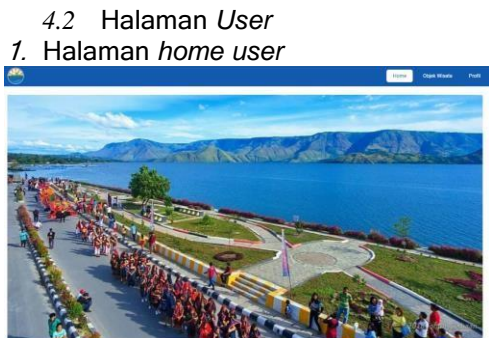 4.2 Halaman User
1. Halaman home user
Home Objek Wisata Profil